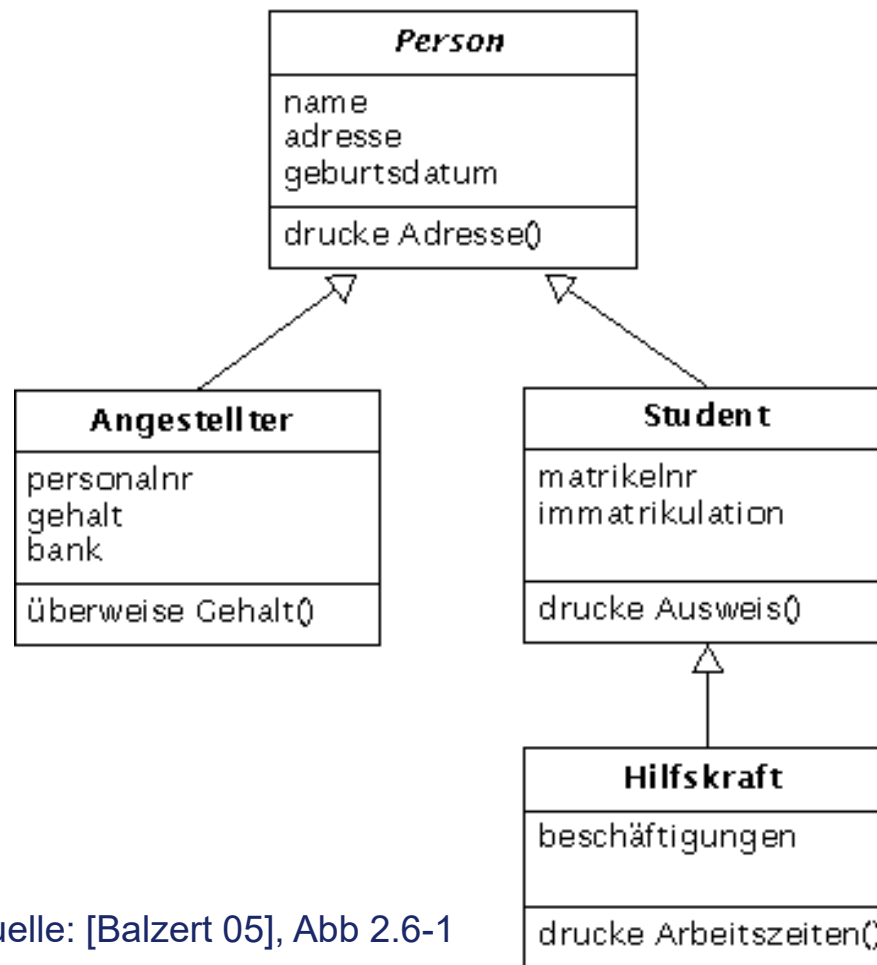 Person
name
adresse
geburtsdatum
drucke Adresse()
Angestellter
personalnr
gehalt
bank
überweise Gehalt()
Student
matrikelnr
immatrikulation
drucke Ausweis()
Hilfskraft
beschäftigungen
drucke Arbeitszeiten()
uelle: [Balzert 05], Abb 2.6-1